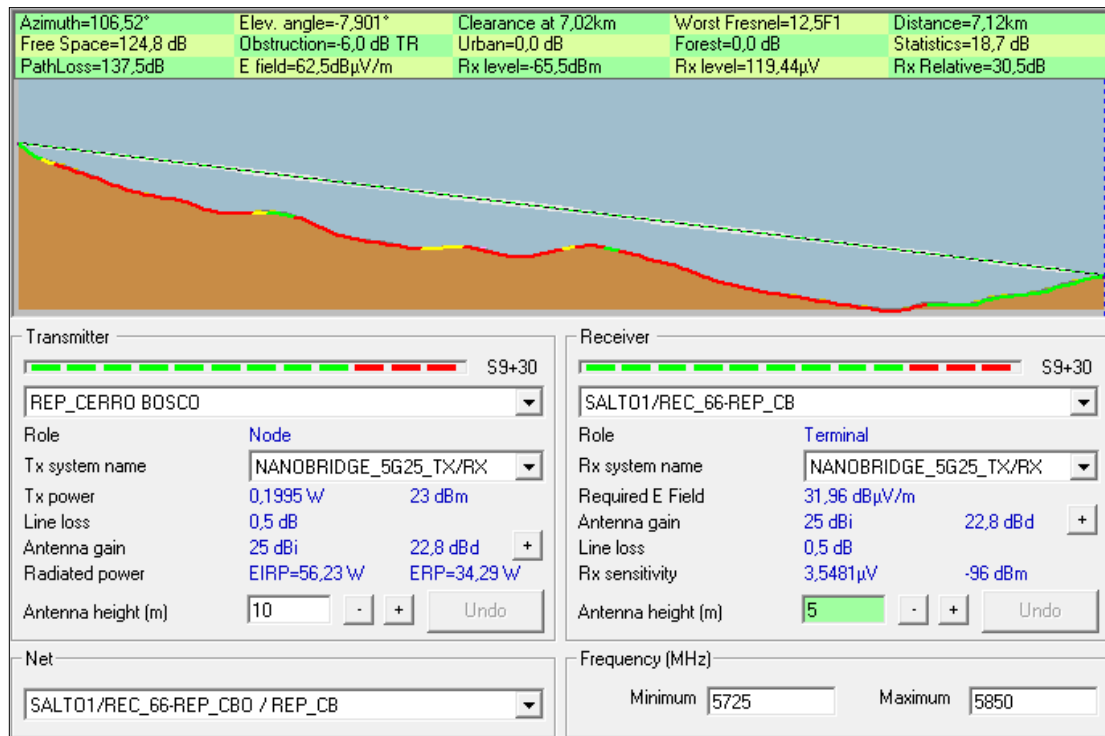 Azimuth=106,52° Elev. angle=-7,901° Clearance at 7,02km Worst Fresnel=12,5F1 Distance=7,12km
Free Space=124,8 dB Obstruction=-6,0 dB TR Urban=0,0 dB Forest=0,0 dB Statistics=18,7 dB
PathLoss=137,5dB E field=62,5dBµV/m Rx level=-65,5dBm Rx level=119,44µV Rx Relative=30,5dB
Transmitter
S9+30
REP_CERRO BOSCO
Role Node
Tx system name NANOBRIDGE_5G25_TX/RX
Tx power 0,1995 W 23 dBm
Line loss 0,5 dB
Antenna gain 25 dBi 22,8 dBd +
Radiated power EIRP=56,23 W ERP=34,29 W
Antenna height (m) 10 - + Undo
Receiver
S9+30
SALTO1/REC_66-REP_CB
Role Terminal
Rx system name NANOBRIDGE_5G25_TX/RX
Required E Field 31,96 dBµV/m
Antenna gain 25 dBi 22,8 dBd +
Line loss 0,5 dB
Rx sensitivity 3,5481µV -96 dBm
Antenna height (m) 5 - + Undo
Net
SALTO1/REC_66-REP_CBO / REP_CB
Frequency (MHz)
Minimum 5725 Maximum 5850